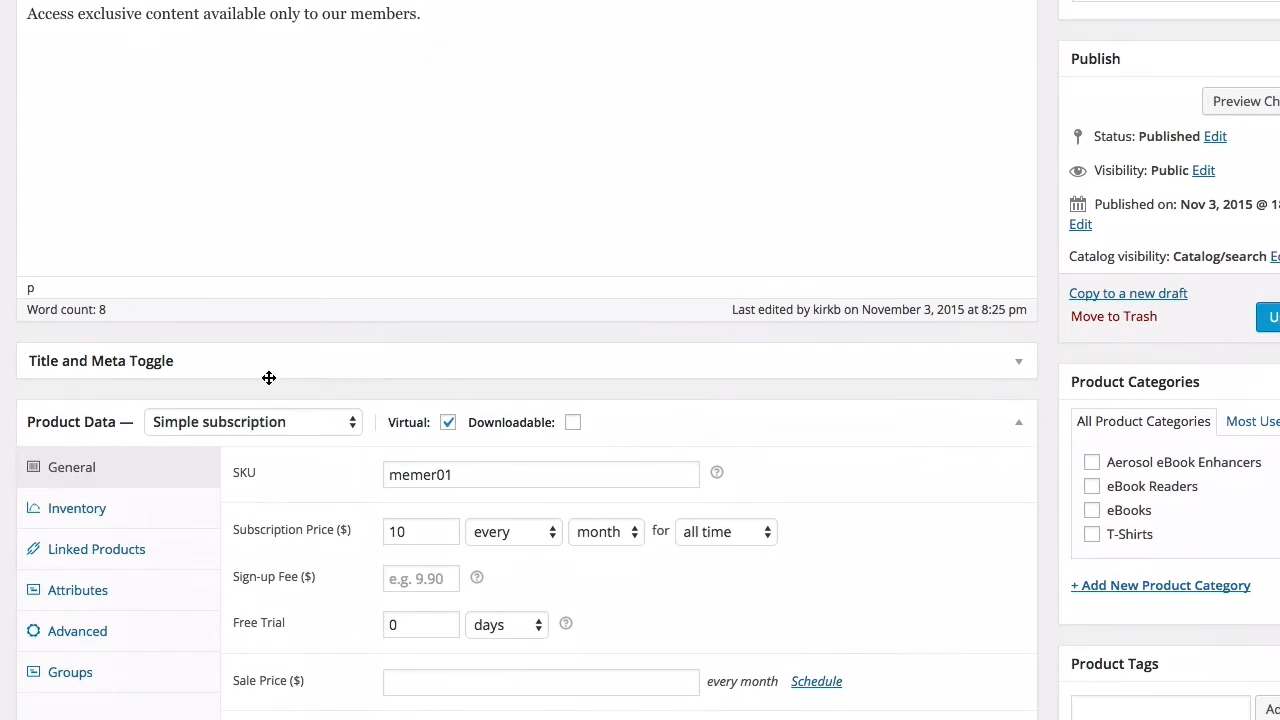 Access exclusive content available only to our members.
p
Word count: 8
Last edited by kirkb on November 3, 2015 at 8:25 pm
Title and Meta Toggle
Product Data — Simple subscription Virtual: Downloadable:
General
Inventory
Linked Products
Attributes
Advanced
Groups
SKU memer01
Subscription Price ($) 10 every month for all time
Sign-up Fee ($) e.g. 9.90
Free Trial 0 days
Sale Price ($) every month Schedule
Publish
Preview Ch
Status: Published Edit
Visibility: Public Edit
Published on: Nov 3, 2015 @ 18
Edit
Catalog visibility: Catalog/search
Copy to a new draft
Move to Trash
Product Categories
All Product Categories Most Use
Aerosol eBook Enhancers
eBook Readers
eBooks
T-Shirts
+ Add New Product Category
Product Tags